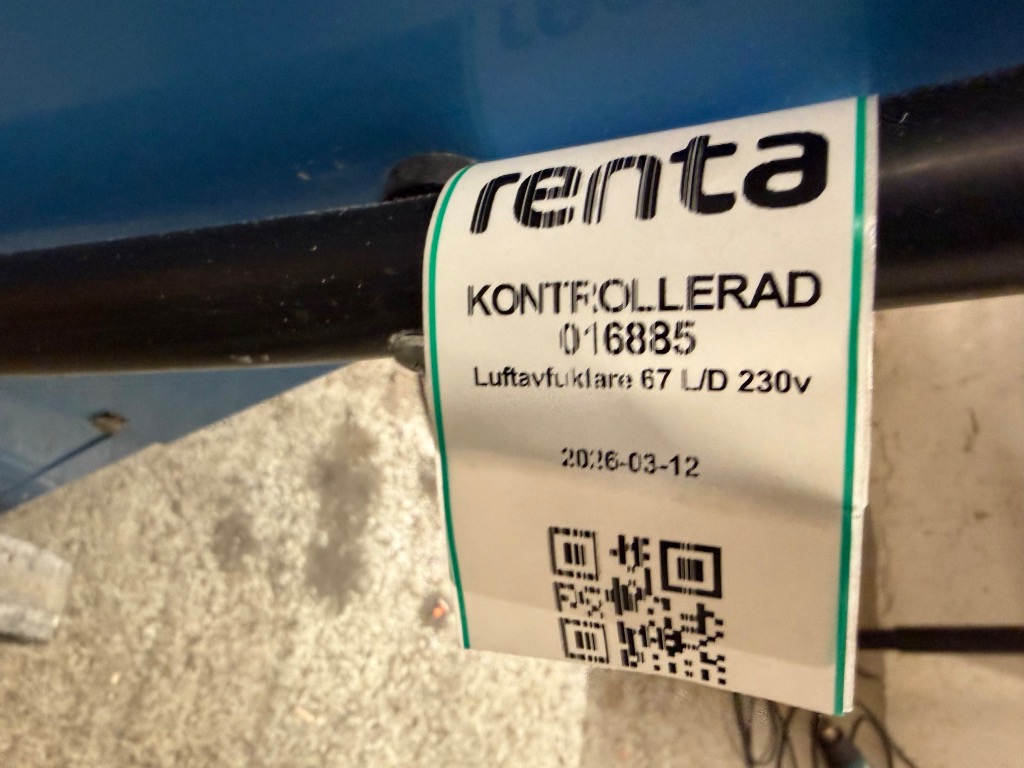 renta
KONTROLLERAD
016885
Luftavfuktare 67 L/D 230v
2026-03-12